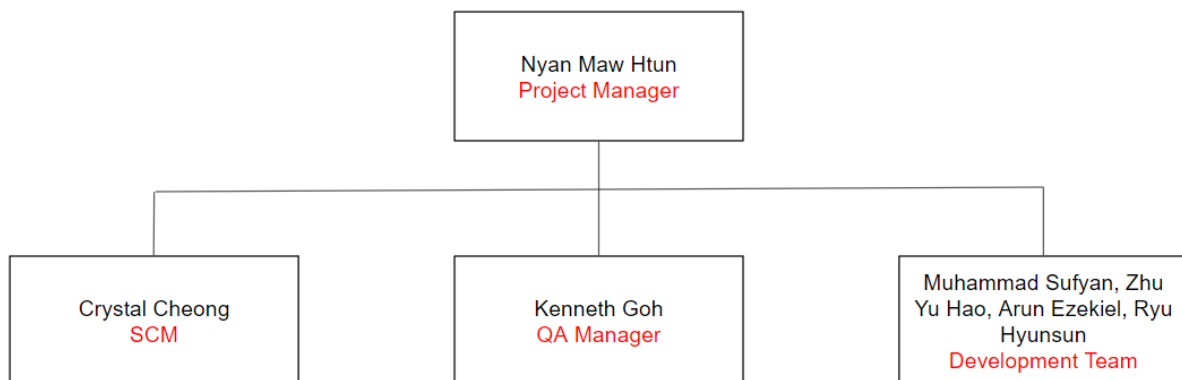 Nyan Maw Htun
Project Manager
Crystal Cheong
SCM
Kenneth Goh
QA Manager
Muhammad Sufyan, Zhu
Yu Hao, Arun Ezekiel, Ryu
Hyunsun
Development Team